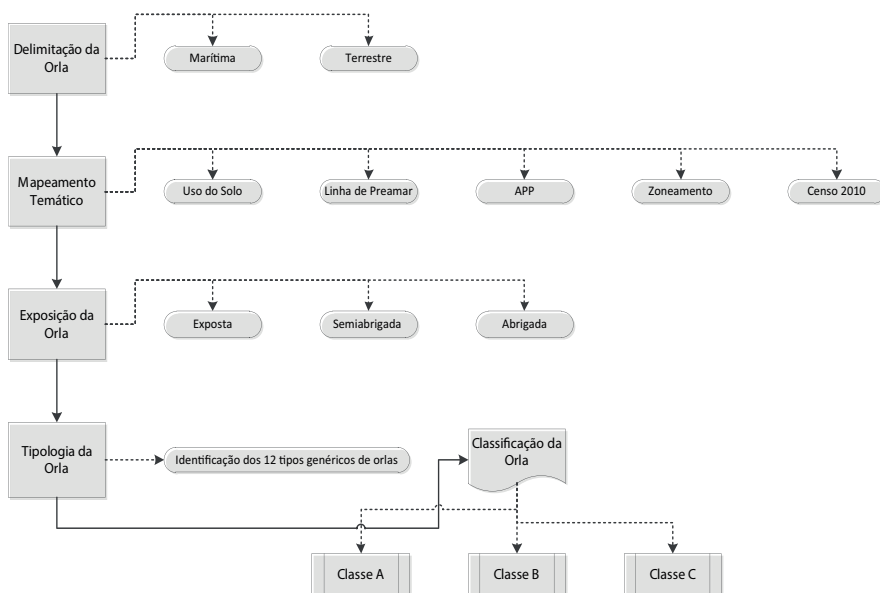 Delimitação da
Orla
Marítima
Terrestre
Mapeamento
Temático
Uso do Solo
Linha de Preamar
APP
Zoneamento
Censo 2010
Exposição da
Orla
Exposta
Semiabrigada
Abrigada
Tipologia da
Orla
Identificação dos 12 tipos genéricos de orlas
Classificação da
Orla
Classe A
Classe B
Classe C